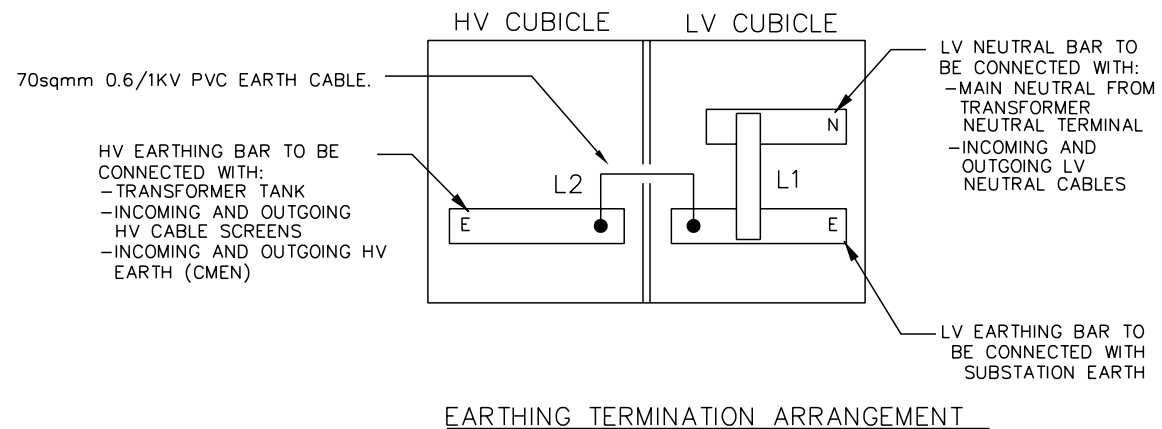 HV CUBICLE
LV CUBICLE
70sqmm 0.6/1KV PVC EARTH CABLE.
HV EARTHING BAR TO BE
CONNECTED WITH:
-TRANSFORMER TANK
-INCOMING AND OUTGOING
HV CABLE SCREENS
-INCOMING AND OUTGOING HV
EARTH (CMEN)
E
L2
N
L1
E
LV NEUTRAL BAR TO
BE CONNECTED WITH:
-MAIN NEUTRAL FROM
TRANSFORMER
NEUTRAL TERMINAL
-INCOMING AND
OUTGOING LV
NEUTRAL CABLES
LV EARTHING BAR TO
BE CONNECTED WITH
SUBSTATION EARTH
EARTHING TERMINATION ARRANGEMENT